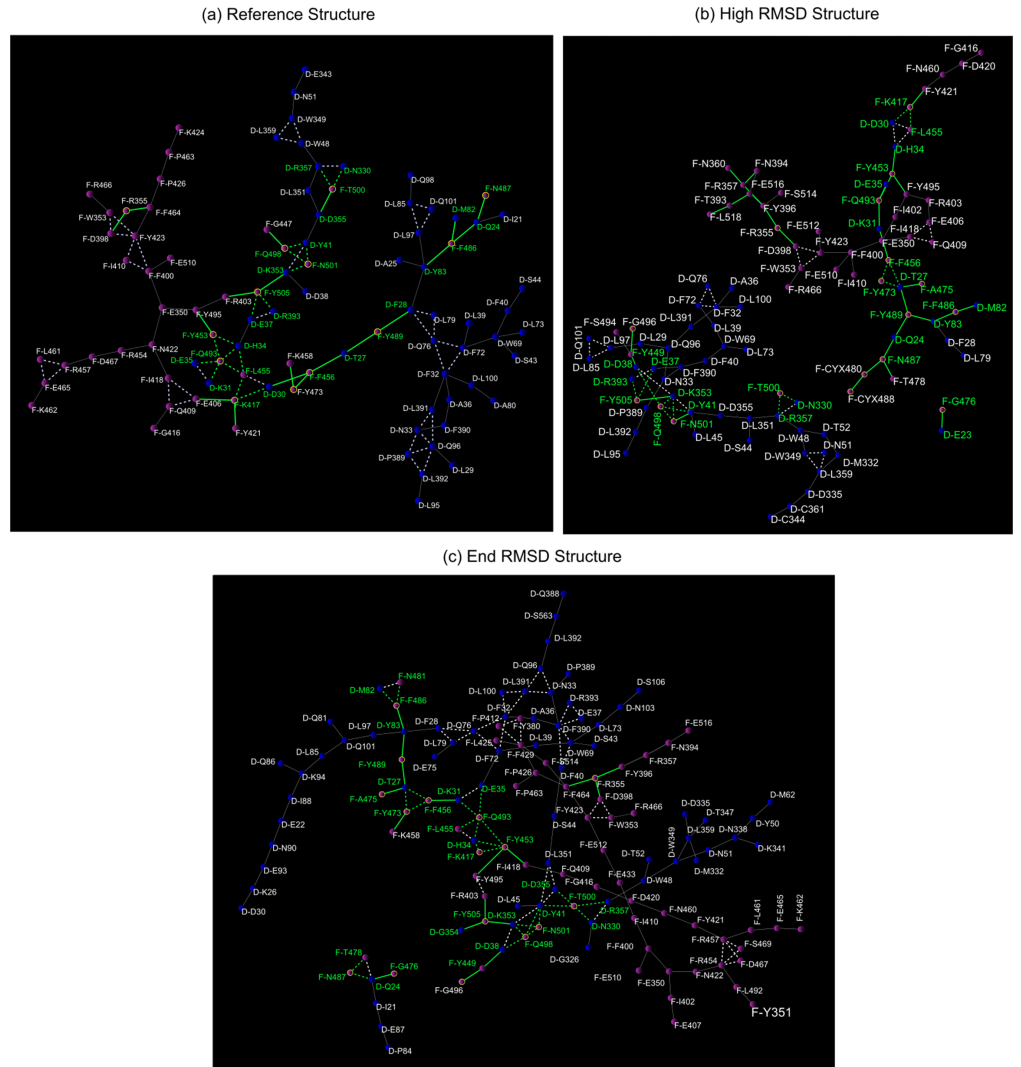 (a) Reference Structure
D-E343
D-N51
D-W349
D-L359
D-W48
F-K424
F-P463
F-P426
F-R466
F-R355
F-W353
F-F464
F-D398
F-Y423
F-I410
F-F400
F-E510
D-R357
D-N330
F-T500
D-L351
D-D355
F-G447
D-Y41
F-Q498
F-N501
D-K353
D-D38
D-Q98
D-L85
D-Q101
D-M82
F-N487
D-Q24
D-I21
D-L97
F-F486
D-A25
D-Y83
F-E350
F-R403
F-Y505
F-Y495
D-R393
D-E37
F-Y453
D-H34
F-Q493
D-E35
D-K31
F-L455
D-D30
F-K417
F-Y421
F-N422
F-R454
F-D467
F-L461
F-R457
F-E465
F-K462
F-I418
F-Q409
F-E406
F-G416
F-K458
F-Y473
F-F456
D-T27
F-Y489
D-F28
D-L79
D-Q76
D-F72
D-L39
D-F40
D-S44
D-L73
D-W69
D-S43
D-F32
D-L100
D-A80
D-A36
D-L391
D-F390
D-N33
D-Q96
D-P389
D-L29
D-L392
D-L95
(b) High RMSD Structure
F-G416
F-N460
F-D420
F-Y421
F-K417
D-D30
F-L455
D-H34
F-Y453
D-E35
F-Q493
F-Y495
F-R403
F-I402
F-E406
F-I418
F-Q409
D-K31
F-E350
F-F456
F-N360
F-N394
F-R357
F-E516
F-T393
F-S514
F-L518
F-Y396
F-R355
F-E512
F-D398
F-Y423
F-F400
F-W353
F-E510
F-I410
F-R466
D-T27
F-A475
F-Y473
F-F486
D-M82
F-Y489
D-Y83
D-Q24
D-F28
D-L79
F-N487
F-CYX480
F-T478
F-CYX488
F-G476
D-E23
D-Q76
D-A36
D-F72
D-L100
D-F32
D-L391
D-L39
F-S494
F-G496
D-Q101
D-L97
D-L29
D-Q96
D-W69
D-L73
D-L85
F-Y449
D-E37
D-F40
D-D38
D-F390
D-R393
D-N33
F-Y505
D-K353
D-P389
D-Y41
F-Q498
F-N501
D-L392
D-L95
D-L45
D-D355
D-S44
D-L351
F-T500
D-N330
D-R357
D-T52
D-W48
D-N51
D-W349
D-M332
D-L359
D-D335
D-C361
D-C344
(c) End RMSD Structure
D-Q388
D-S563
D-L392
D-Q96
D-P389
D-L391
D-N33
D-L100
D-R393
D-S106
F-N481
D-M82
F-F486
D-F32
D-A36
D-E37
D-N103
F-P412
F-Y380
D-F390
D-L73
D-Q81
D-L97
D-Y83
D-F28
D-Q76
D-Q101
D-L79
F-L425
F-F429
D-L39
D-S43
D-W69
F-E516
D-L85
D-E75
D-F72
F-S514
F-N394
D-Q86
D-K94
F-Y489
F-P426
D-F40
F-R357
F-Y396
D-T27
D-K31
D-E35
F-P463
F-F464
F-R355
D-I88
F-A475
F-F456
F-D398
F-Y473
F-Q493
F-Y423
F-R466
F-W353
D-S44
D-E22
F-K458
F-L455
D-H34
F-Y453
F-K417
F-E512
D-N90
F-I418
D-L351
D-E93
F-Y495
F-Q409
F-E433
D-T52
D-K26
F-R403
F-G416
D-D355
D-W48
D-D30
D-L45
F-T500
F-D420
D-D335
D-T347
D-M62
D-W349
D-L359
D-N338
D-Y50
D-N51
D-K341
D-M332
F-Y505
D-K353
D-Y41
D-R357
D-G354
F-N501
D-N330
F-I410
D-D38
F-Q498
F-N460
F-Y421
F-R457
F-L461
F-E465
F-K462
F-S469
F-Y449
D-G326
F-F400
F-R454
F-D467
F-G496
F-E510
F-E350
F-N422
F-L492
F-I402
F-Y351
F-E407
F-T478
F-G476
F-N487
D-Q24
D-I21
D-E87
D-P84